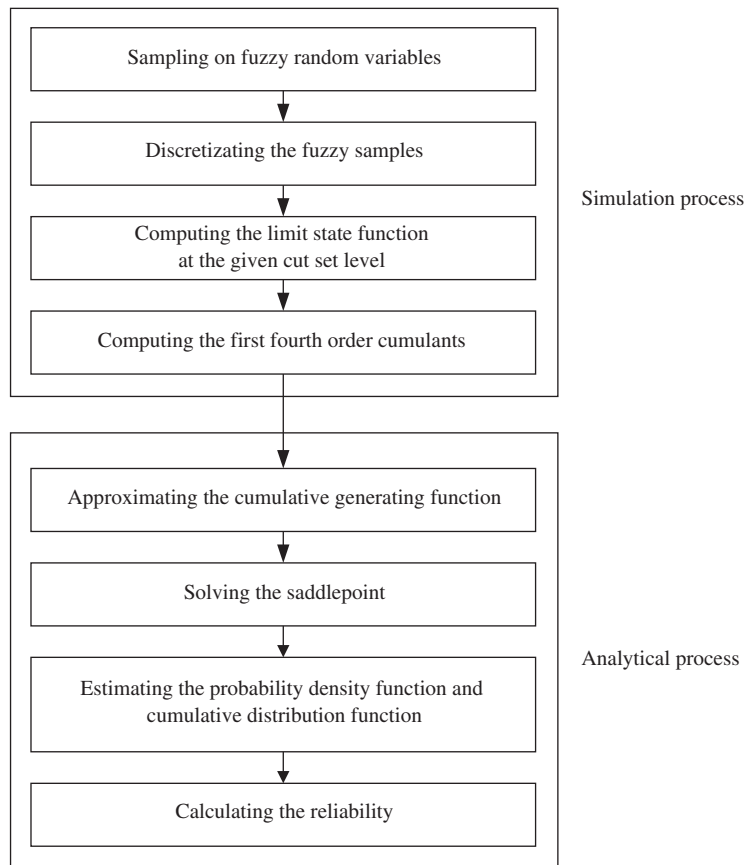 Sampling on fuzzy random variables
Discretizating the fuzzy samples
Computing the limit state function
at the given cut set level
Computing the first fourth order cumulants
Simulation process
Approximating the cumulative generating function
Solving the saddlepoint
Estimating the probability density function and
cumulative distribution function
Calculating the reliability
Analytical process